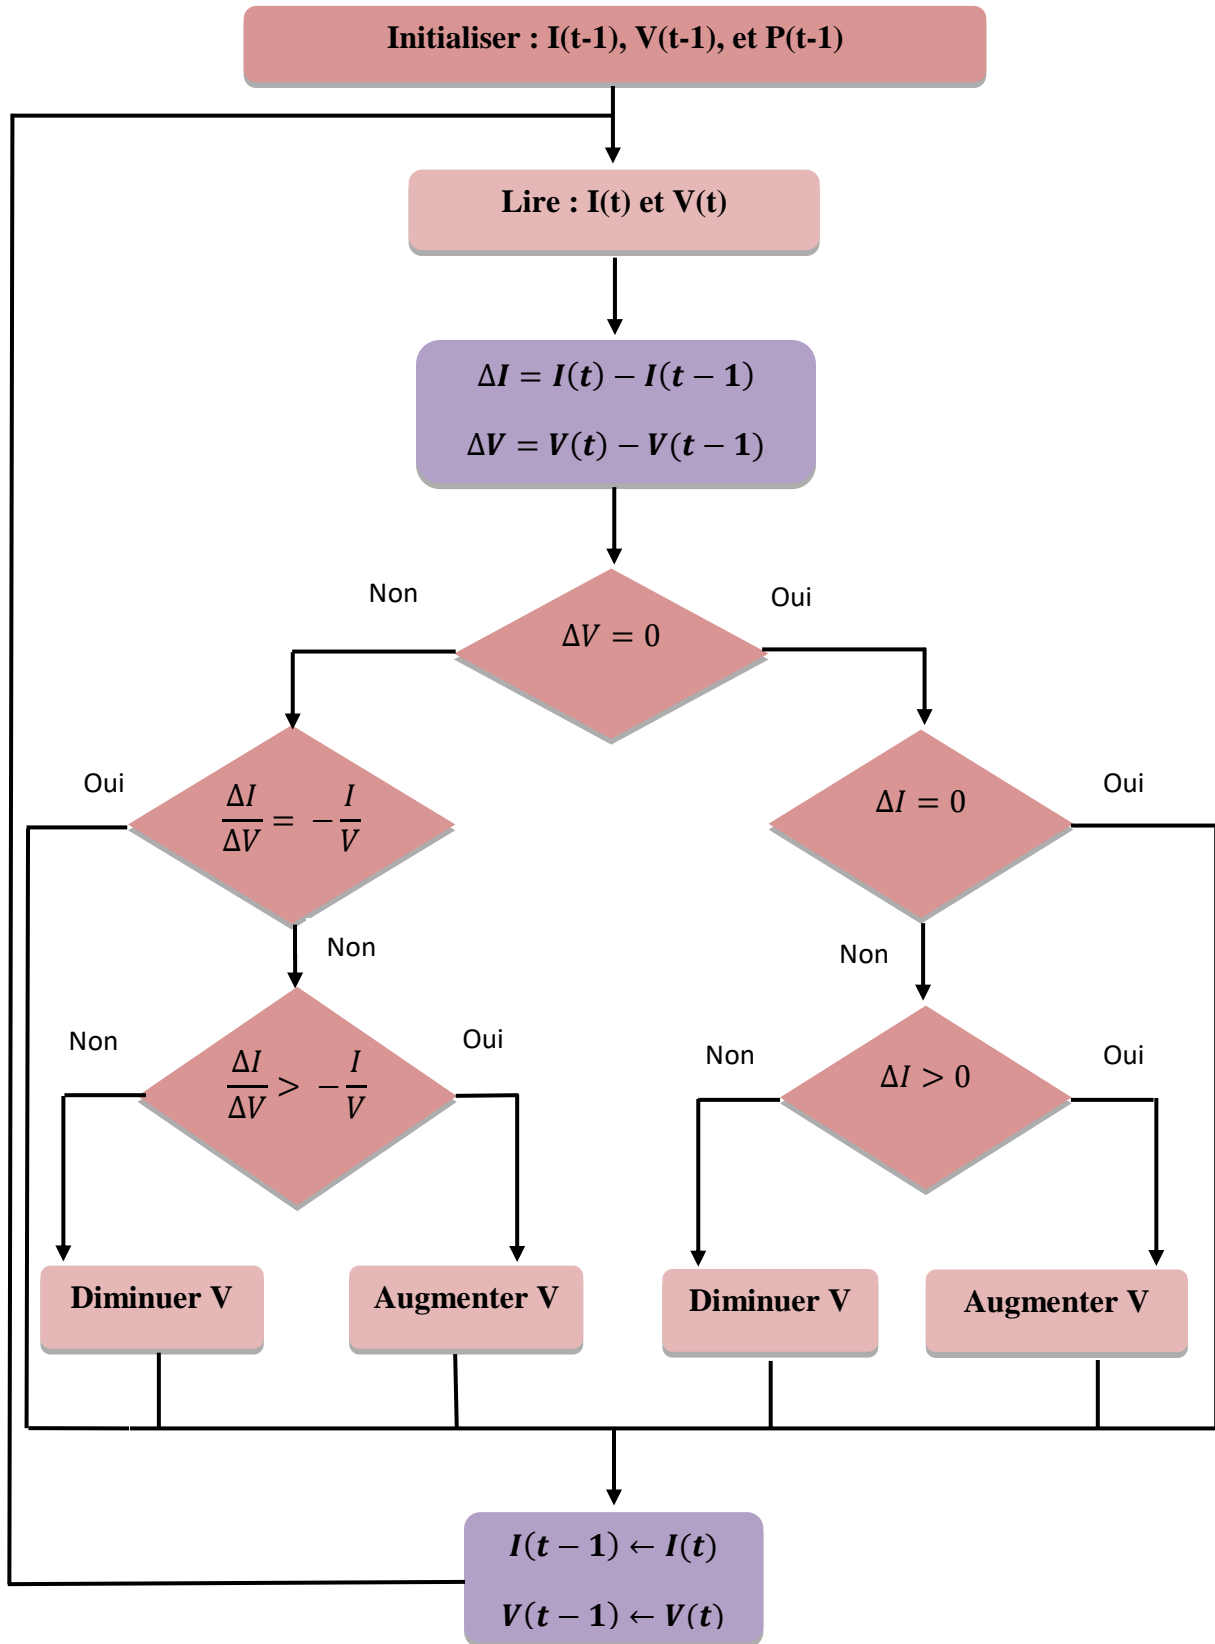 Initialiser : I(t-1), V(t-1), et P(t-1)
Lire : I(t) et V(t)
ΔI = I(t) − I(t − 1)
ΔV = V(t) − V(t − 1)
Non
Oui
ΔV = 0
Oui
ΔI/ΔV = − I/V
ΔI = 0
Oui
Non
Non
Non
ΔI/ΔV > − I/V
Oui
Non
ΔI > 0
Oui
Diminuer V
Augmenter V
Diminuer V
Augmenter V
I(t − 1) ← I(t)
V(t − 1) ← V(t)